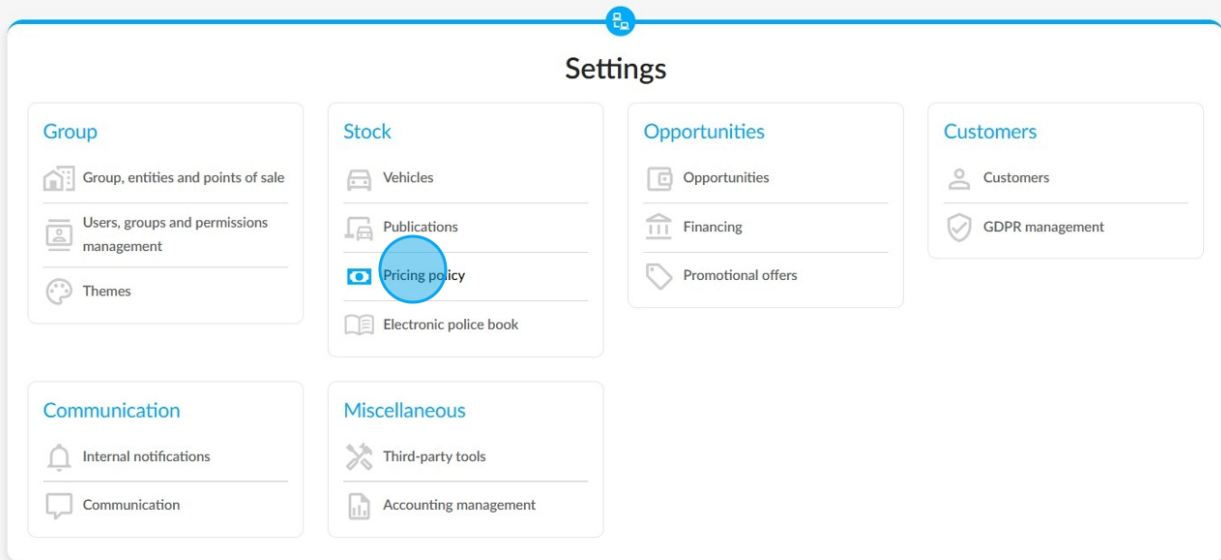 Settings
Group
Group, entities and points of sale
Users, groups and permissions
management
Themes
Stock
Vehicles
Publications
Pricing policy
Electronic police book
Opportunities
Opportunities
Financing
Promotional offers
Customers
Customers
GDPR management
Communication
Internal notifications
Communication
Miscellaneous
Third-party tools
Accounting management